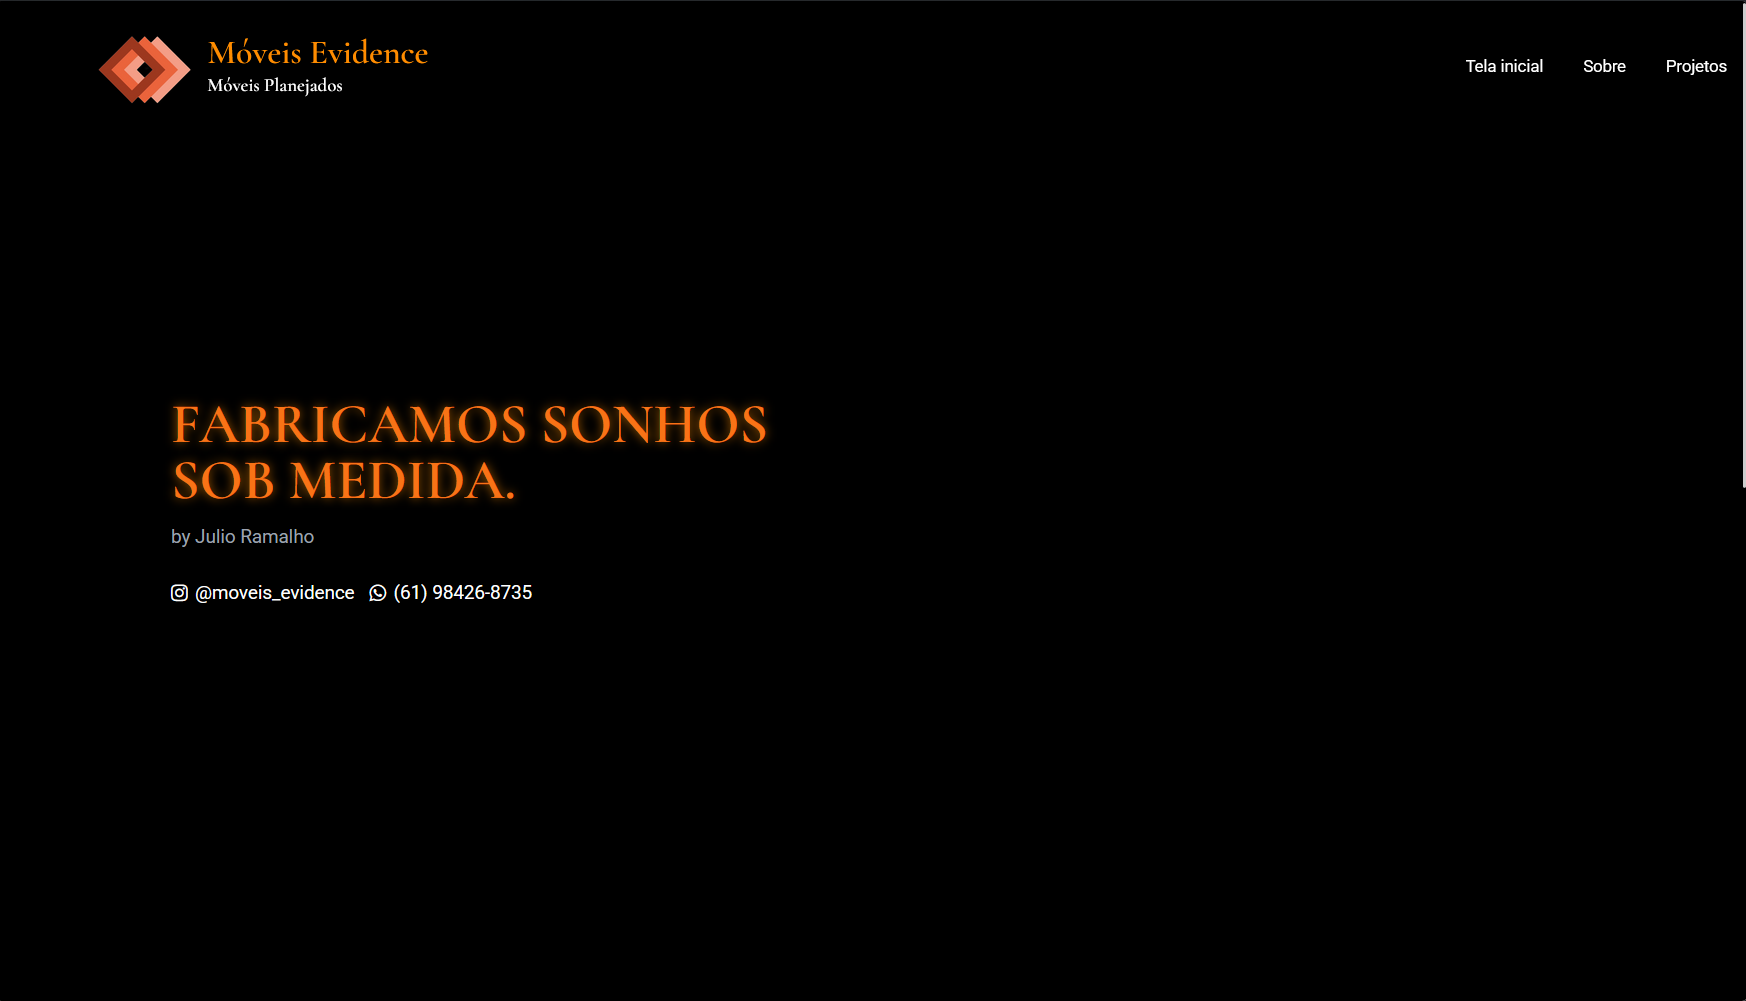 Móveis Evidence
Móveis Planejados
Tela inicial Sobre Projetos
FABRICAMOS SONHOS
SOB MEDIDA.
by Julio Ramalho
@moveis_evidence (61) 98426-8735